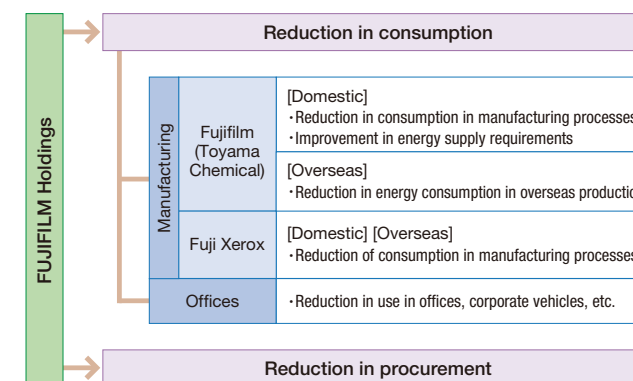 FUJIFILM Holdings
Reduction in consumption
Manufacturing
Fujifilm
(Toyama
Chemical)
[Domestic]
・Reduction in consumption in manufacturing processes
・Improvement in energy supply requirements
[Overseas]
・Reduction in energy consumption in overseas
Fuji Xerox
[Domestic] [Overseas]
・Reduction of consumption in manufacturing processes
Offices
・Reduction in use in offices, corporate vehicles, etc.
Reduction in procurement